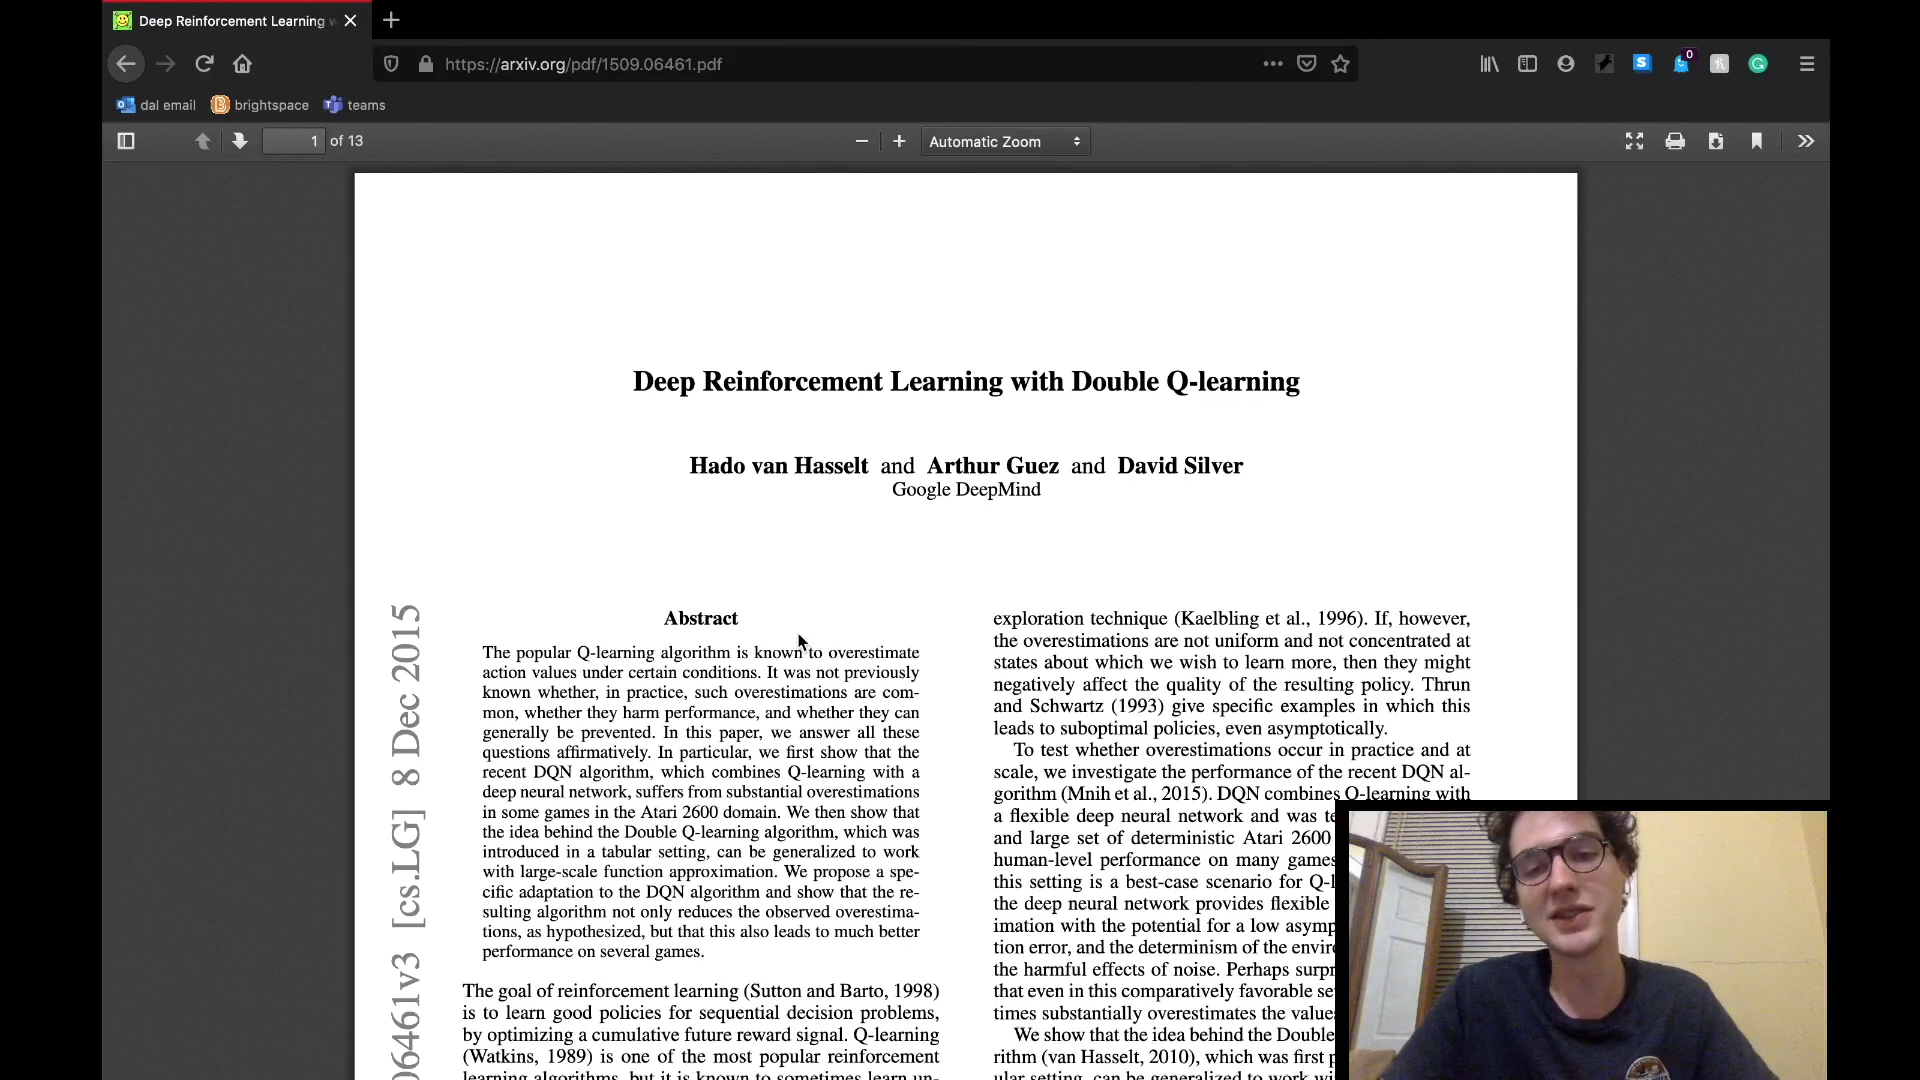 Deep Reinforcement Learning w
https://arxiv.org/pdf/1509.06461.pdf
0
dal email
brightspace
teams
1 of 13
Automatic Zoom
Deep Reinforcement Learning with Double Q-learning
Hado van Hasselt and Arthur Guez and David Silver
Google DeepMind
06461v3 [cs.LG] 8 Dec 2015
Abstract
The popular Q-learning algorithm is known to overestimate
action values under certain conditions. It was not previously
known whether, in practice, such overestimations are com-
mon, whether they harm performance, and whether they can
generally be prevented. In this paper, we answer all these
questions affirmatively. In particular, we first show that the
recent DQN algorithm, which combines Q-learning with a
deep neural network, suffers from substantial overestimations
in some games in the Atari 2600 domain. We then show that
the idea behind the Double Q-learning algorithm, which was
introduced in a tabular setting, can be generalized to work
with large-scale function approximation. We propose a spe-
cific adaptation to the DQN algorithm and show that the re-
sulting algorithm not only reduces the observed overestima-
tions, as hypothesized, but that this also leads to much better
performance on several games.
The goal of reinforcement learning (Sutton and Barto, 1998)
is to learn good policies for sequential decision problems,
by optimizing a cumulative future reward signal. Q-learning
(Watkins, 1989) is one of the most popular reinforcement
learning algorithms, but it is known to sometimes learn un-
exploration technique (Kaelbling et al., 1996). If, however,
the overestimations are not uniform and not concentrated at
states about which we wish to learn more, then they might
negatively affect the quality of the resulting policy. Thrun
and Schwartz (1993) give specific examples in which this
leads to suboptimal policies, even asymptotically.
To test whether overestimations occur in practice and at
scale, we investigate the performance of the recent DQN al-
gorithm (Mnih et al., 2015). DQN combines Q-learning with
a flexible deep neural network and was te
and large set of deterministic Atari 2600
human-level performance on many games
this setting is a best-case scenario for Q-l
the deep neural network provides flexible
imation with the potential for a low asymp
tion error, and the determinism of the enviro
the harmful effects of noise. Perhaps surpr
that even in this comparatively favorable se
times substantially overestimates the value
We show that the idea behind the Double
rithm (van Hasselt, 2010), which was first p
ular setting, can be generalized to work wi